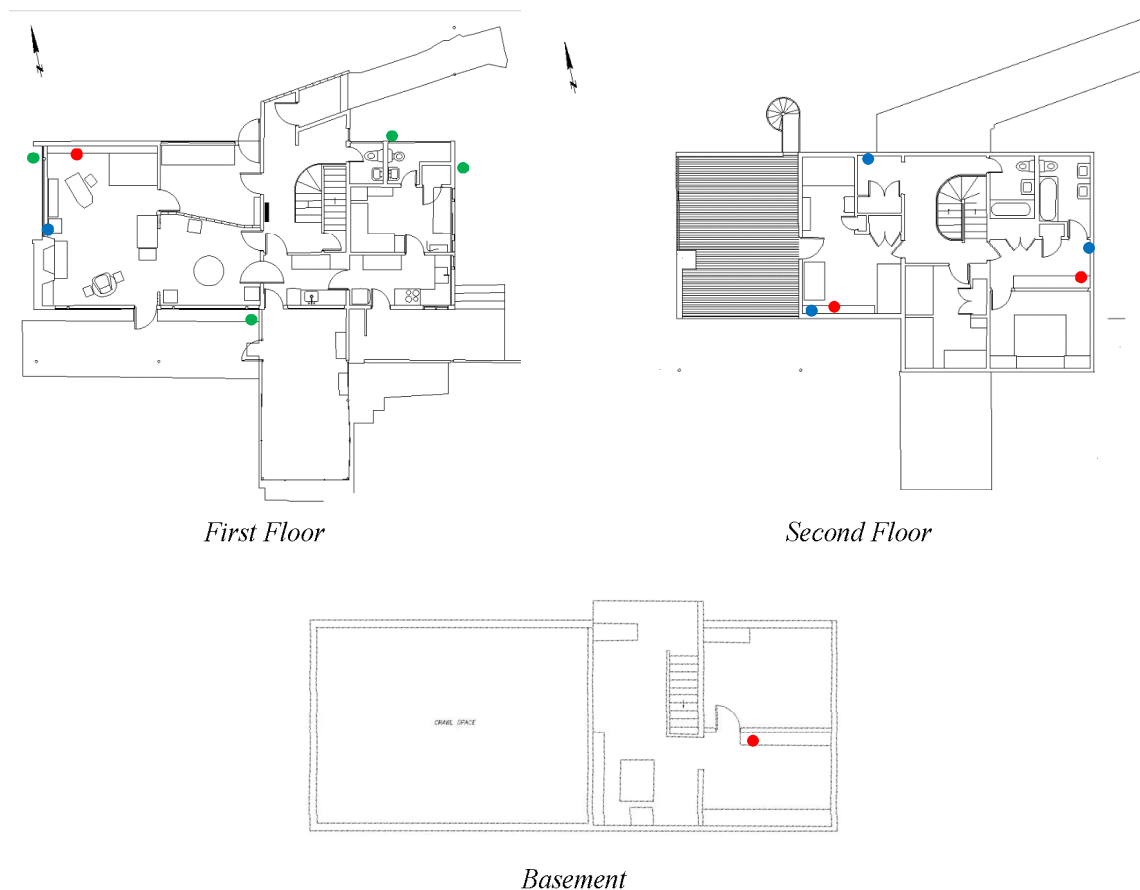 N
N
First Floor
Second Floor
CRAWL SPACE
Basement